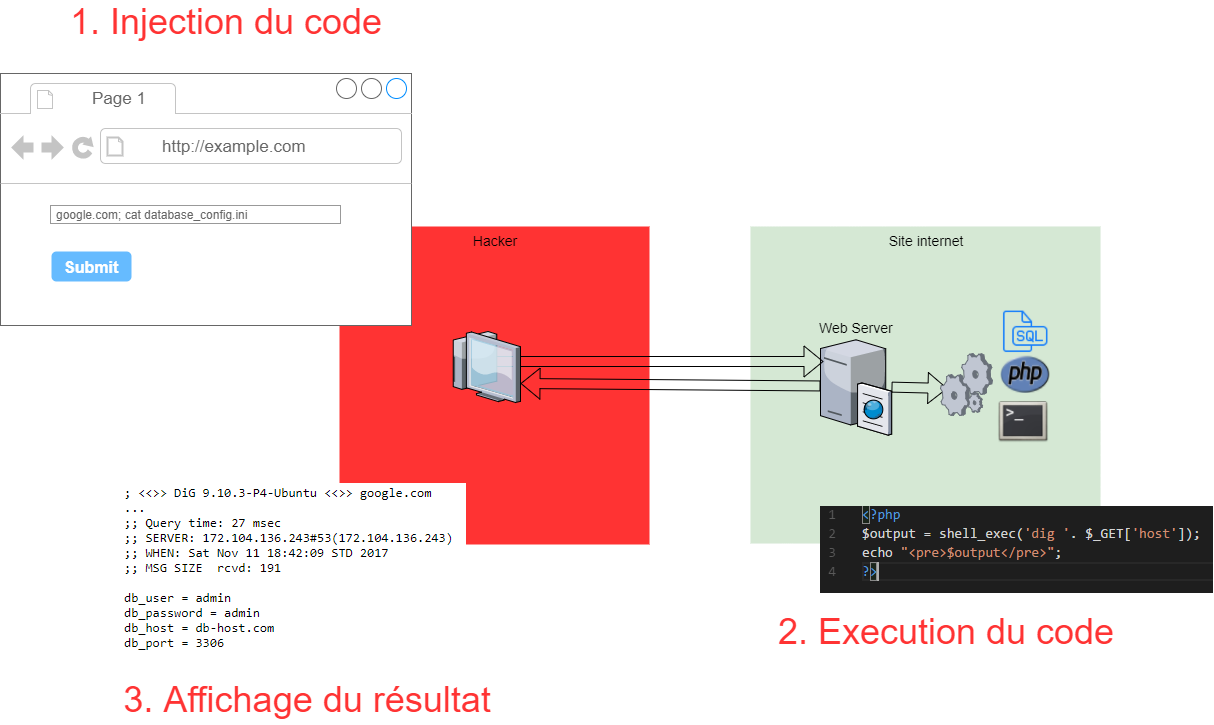 1. Injection du code
Page 1
http://example.com
google.com; cat database_config.ini
Submit
Hacker
Site internet
Web Server
SQL
php
>_
; <<>> DiG 9.10.3-P4-Ubuntu <<>> google.com
...
;; Query time: 27 msec
;; SERVER: 172.104.136.243#53(172.104.136.243)
;; WHEN: Sat Nov 11 18:42:09 STD 2017
;; MSG SIZE  rcvd: 191
db_user = admin
db_password = admin
db_host = db-host.com
db_port = 3306
1 <?php
2 $output = shell_exec('dig '. $_GET['host']);
3 echo "<pre>$output</pre>";
4 ?>
2. Execution du code
3. Affichage du résultat